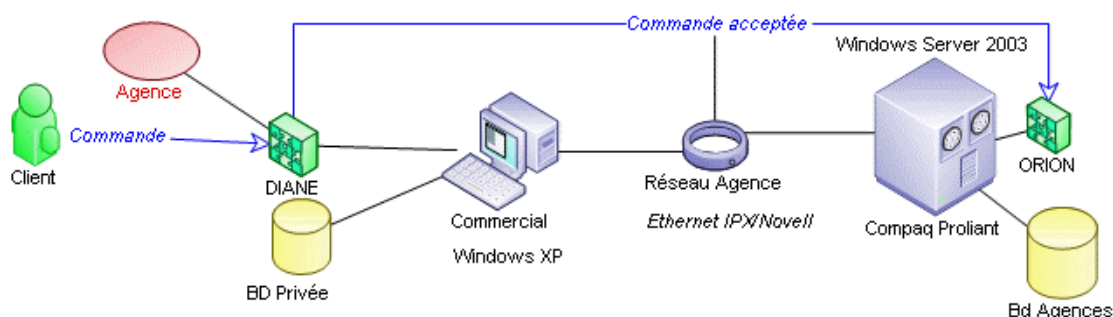 Commande acceptée
Windows Server 2003
Agence
Commande
Client
DIANE
ORION
Réseau Agence
Commercial
Ethernet IPX/Novell
Compaq Proliant
Windows XP
BD Privée
Bd Agences